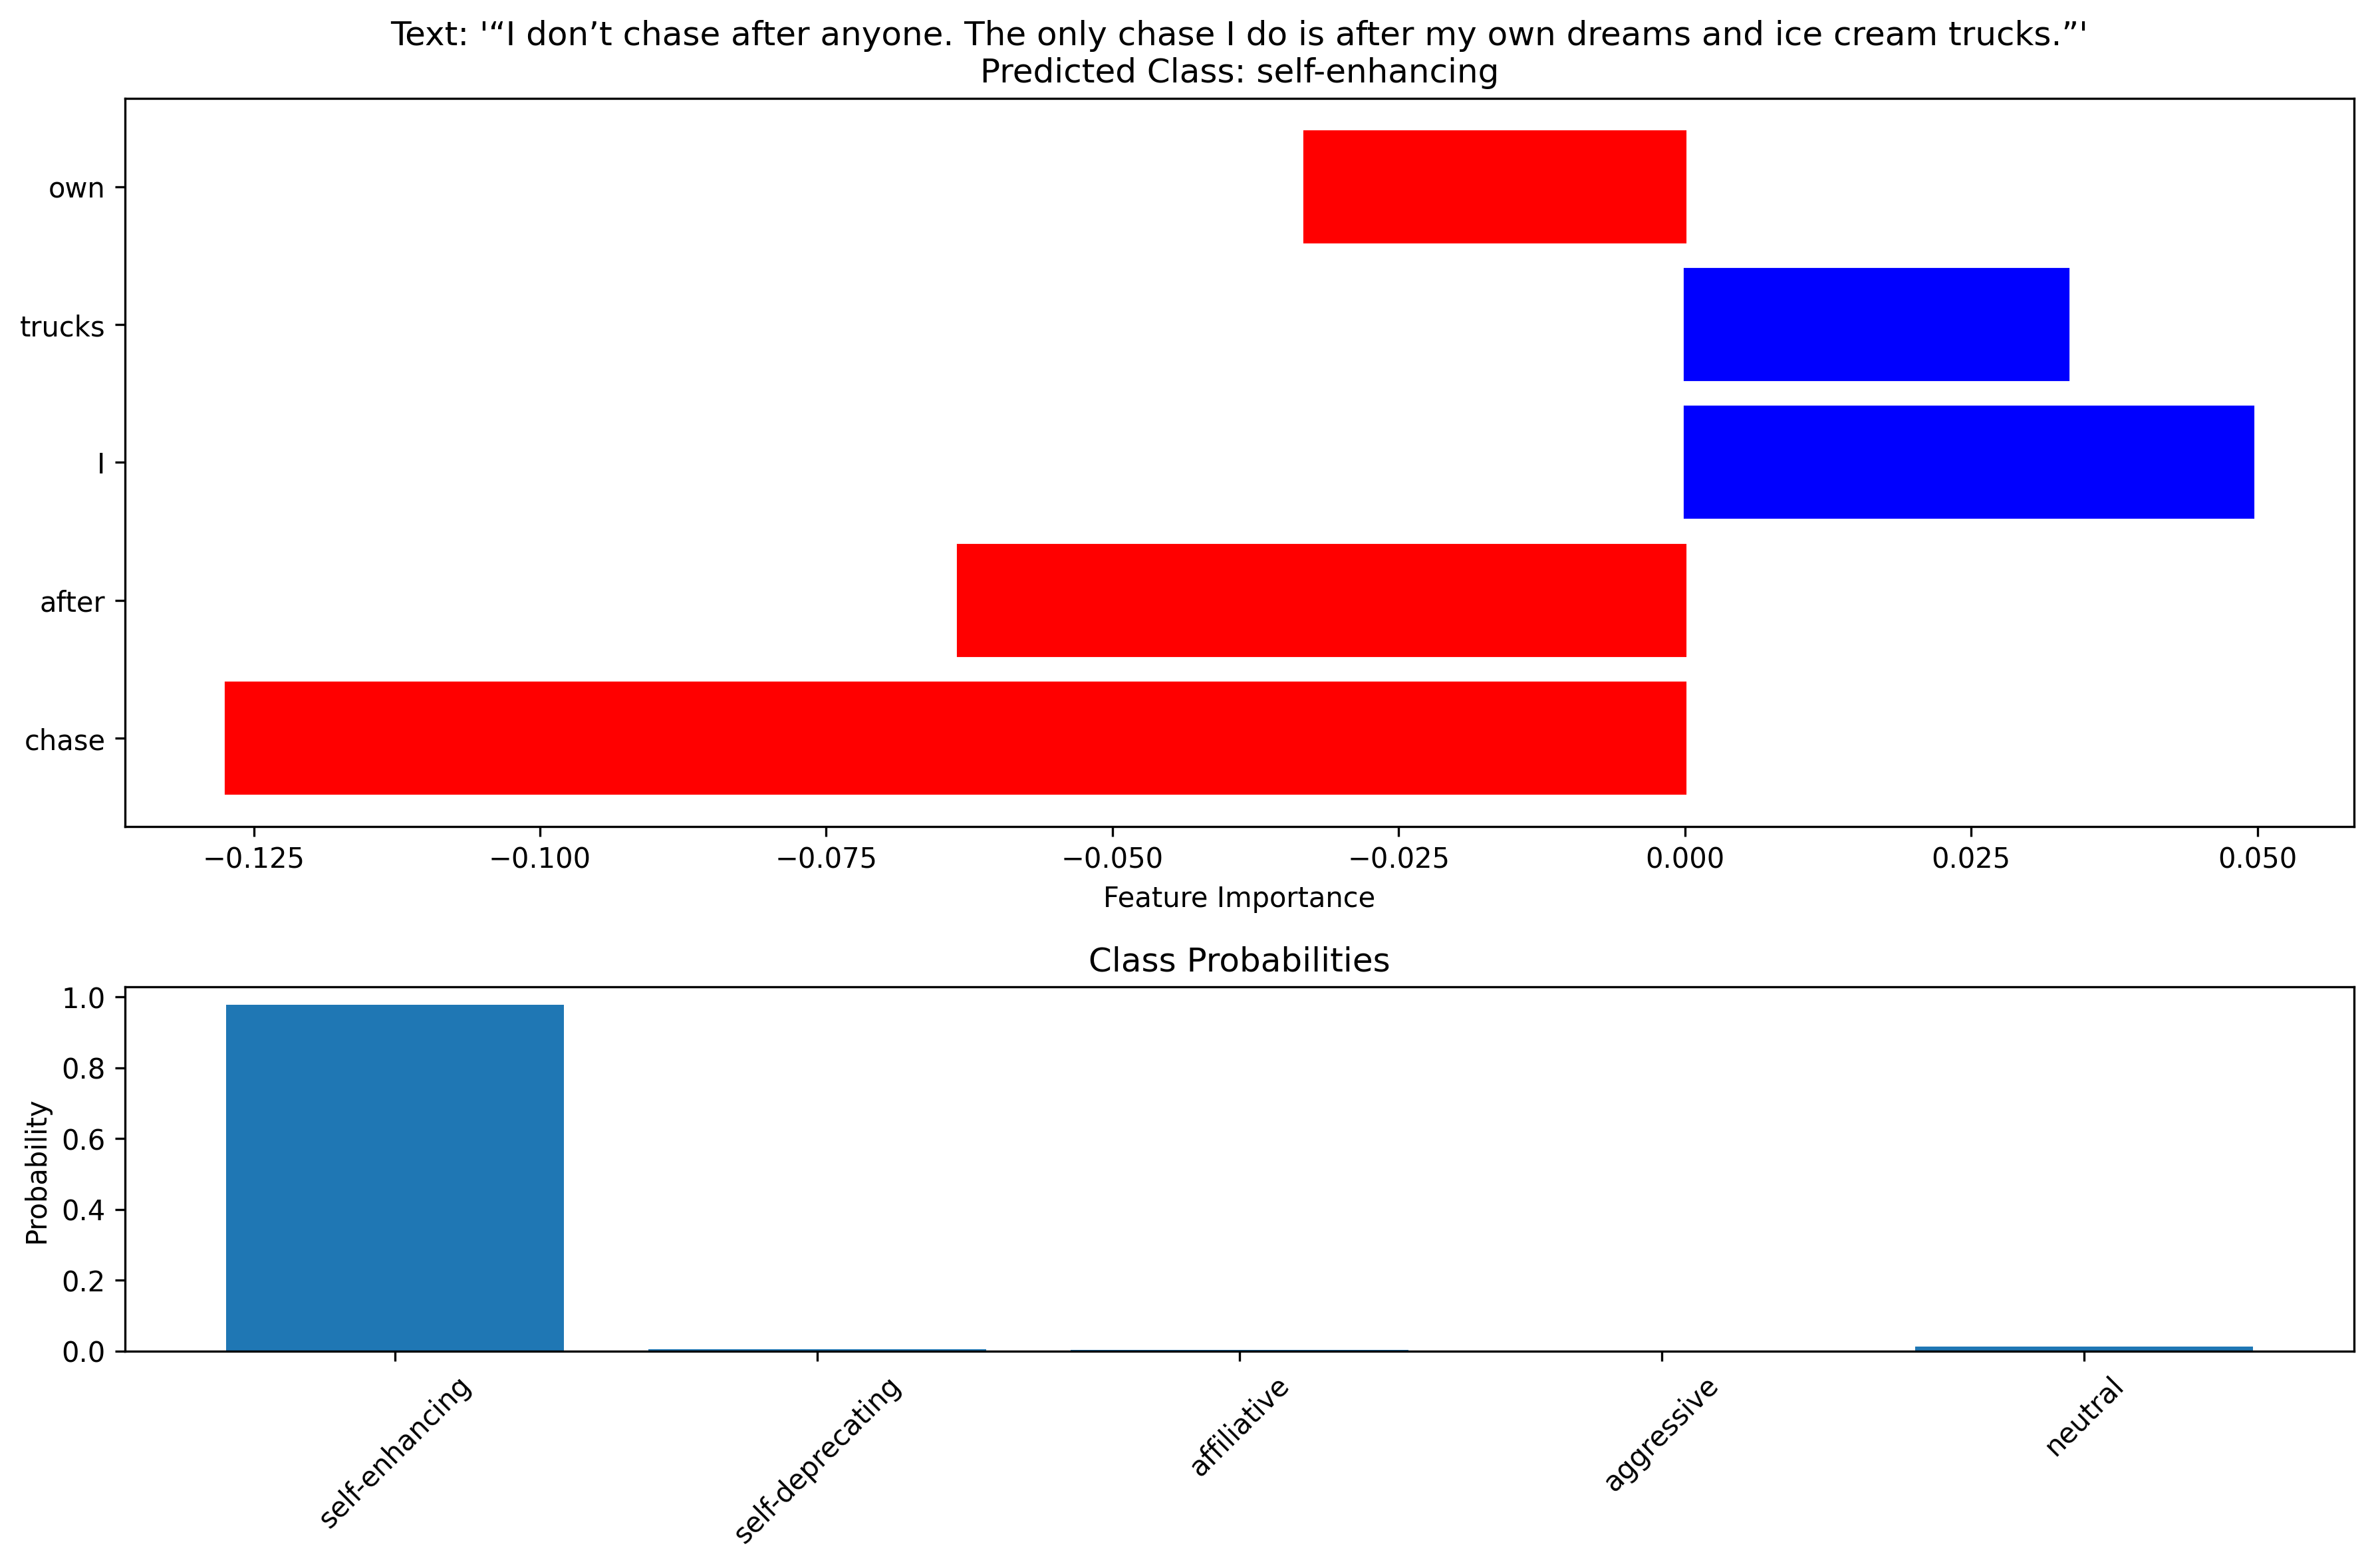 Text: '“I don’t chase after anyone. The only chase I do is after my own dreams and ice cream trucks.”'
Predicted Class: self-enhancing
own
trucks
I
after
chase
−0.125 −0.100 −0.075 −0.050 −0.025 0.000 0.025 0.050
Feature Importance
Class Probabilities
1.0
0.8
0.6
0.4
0.2
0.0
Probability
self-enhancing self-deprecating affiliative aggressive neutral